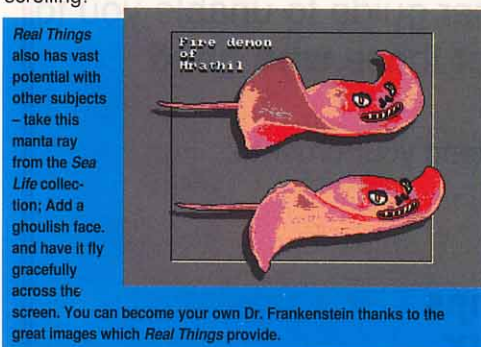 scrolling!
Real Things
also has vast
potential with
other subjects
– take this
manta ray
from the Sea
Life collec-
tion; Add a
ghoulish face.
and have it fly
gracefully
across the
screen. You can become your own Dr. Frankenstein thanks to the
great images which Real Things provide.
Fire demon
of
Mrathil